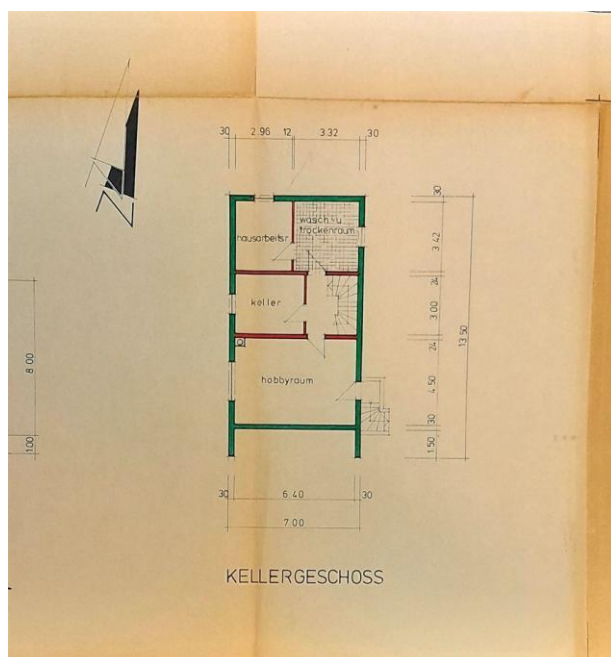 N
30 2.96 12 3.32 30
wasch-u
trockenraum
hausarbeitsr
keller
hobbyraum
30
3.42
24
3.00
24
4.50
30
1.50
13.50
8.00
1.00
30 6.40 30
7.00
KELLERGESCHOSS